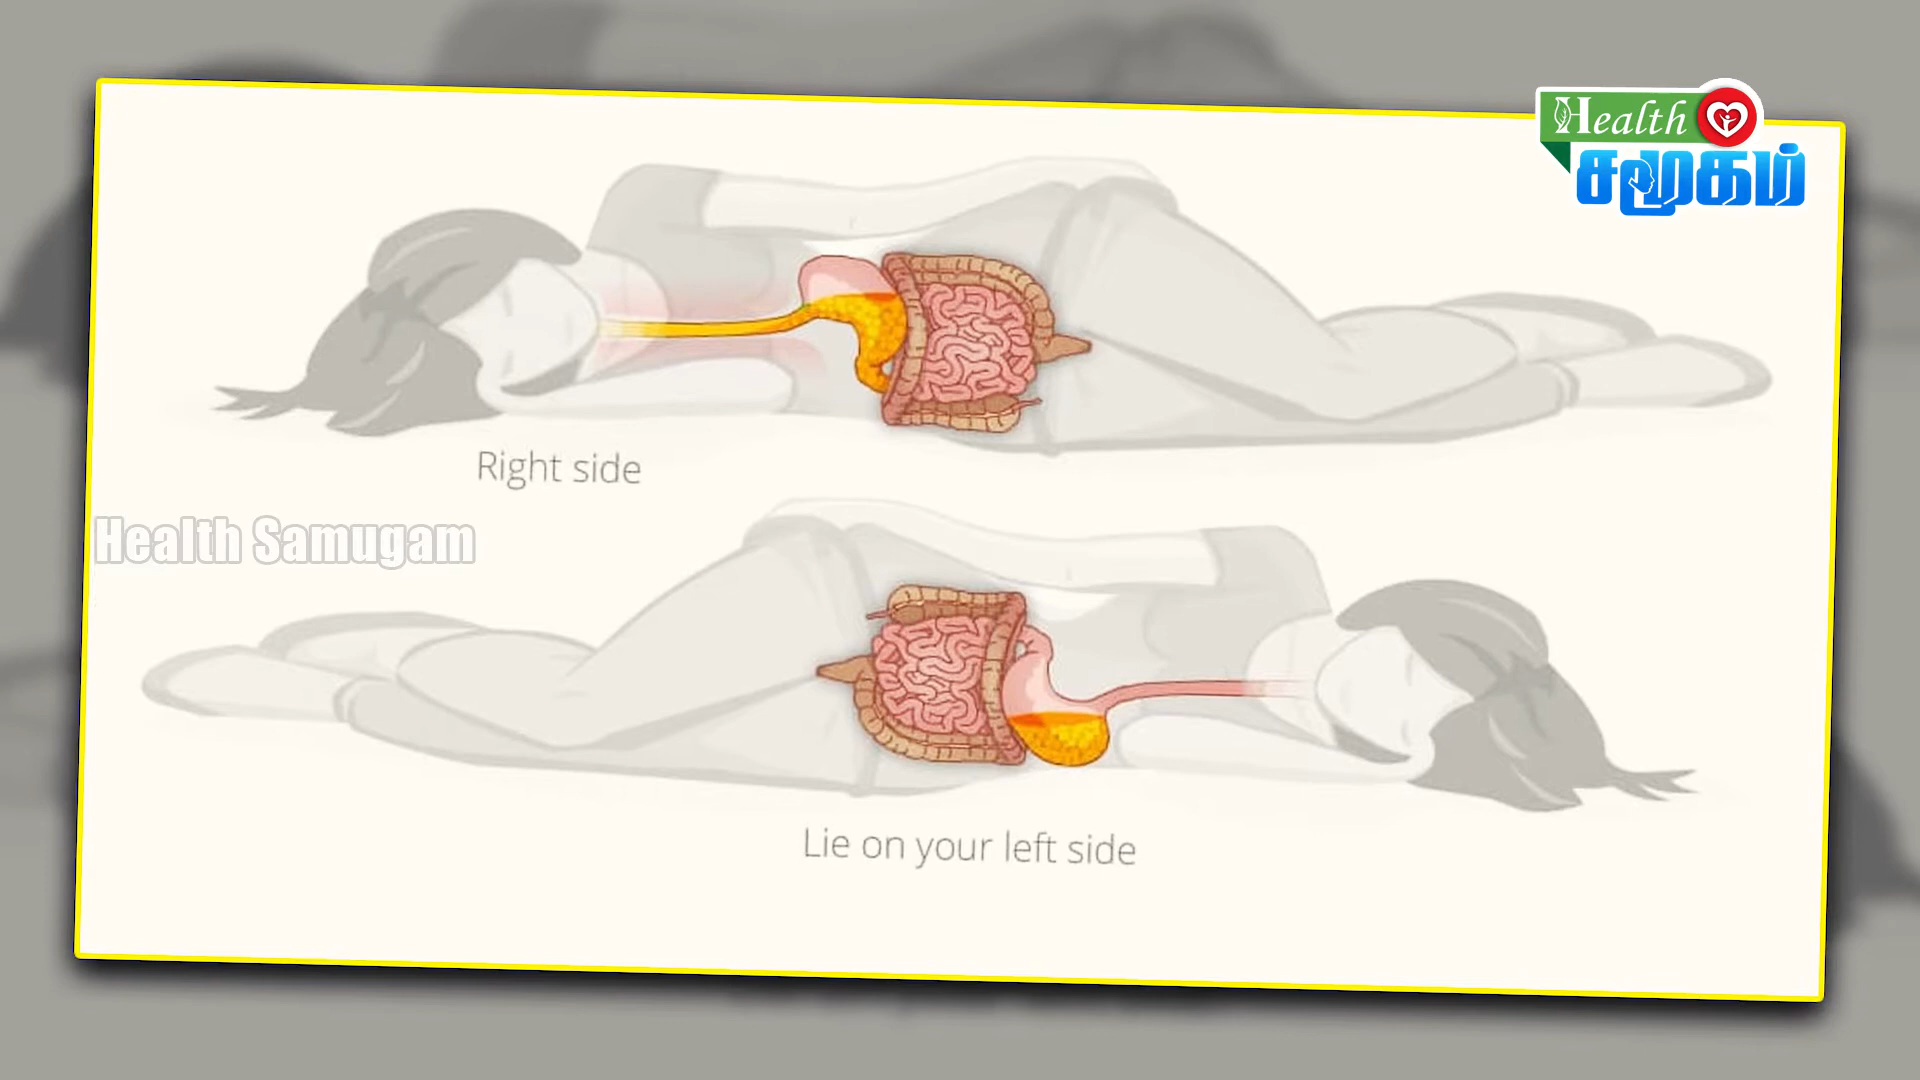 Health
சமூகம்
Right side
Health Samugam
Lie on your left side